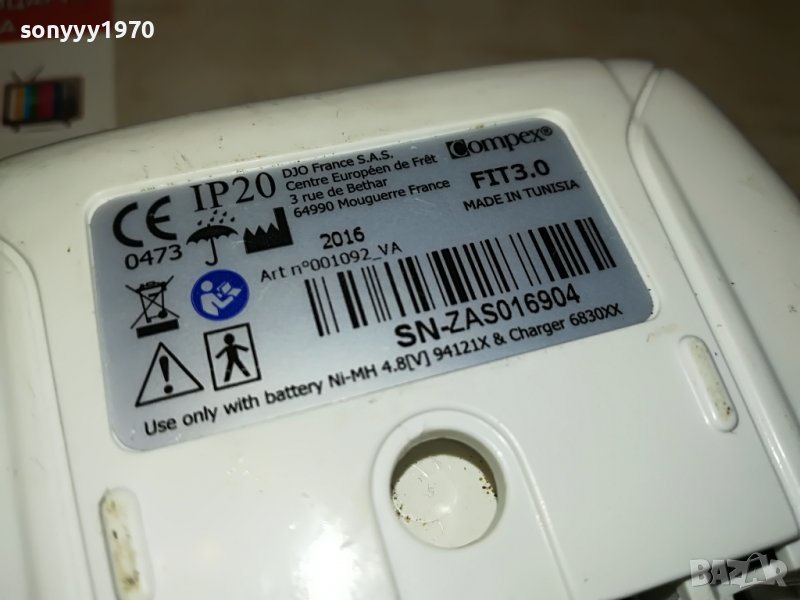 sonyyy1970
CE
0473
IP20
DJO France S.A.S.
Centre Européen de Frêt
3 rue de Bethar
64990 Mouguerre France
Compex®
FIT3.0
MADE IN TUNISIA
2016
Art n°001092_VA
SN-ZAS016904
Use only with battery Ni-MH 4.8[V] 94121X & Charger 6830XX
BAZAR